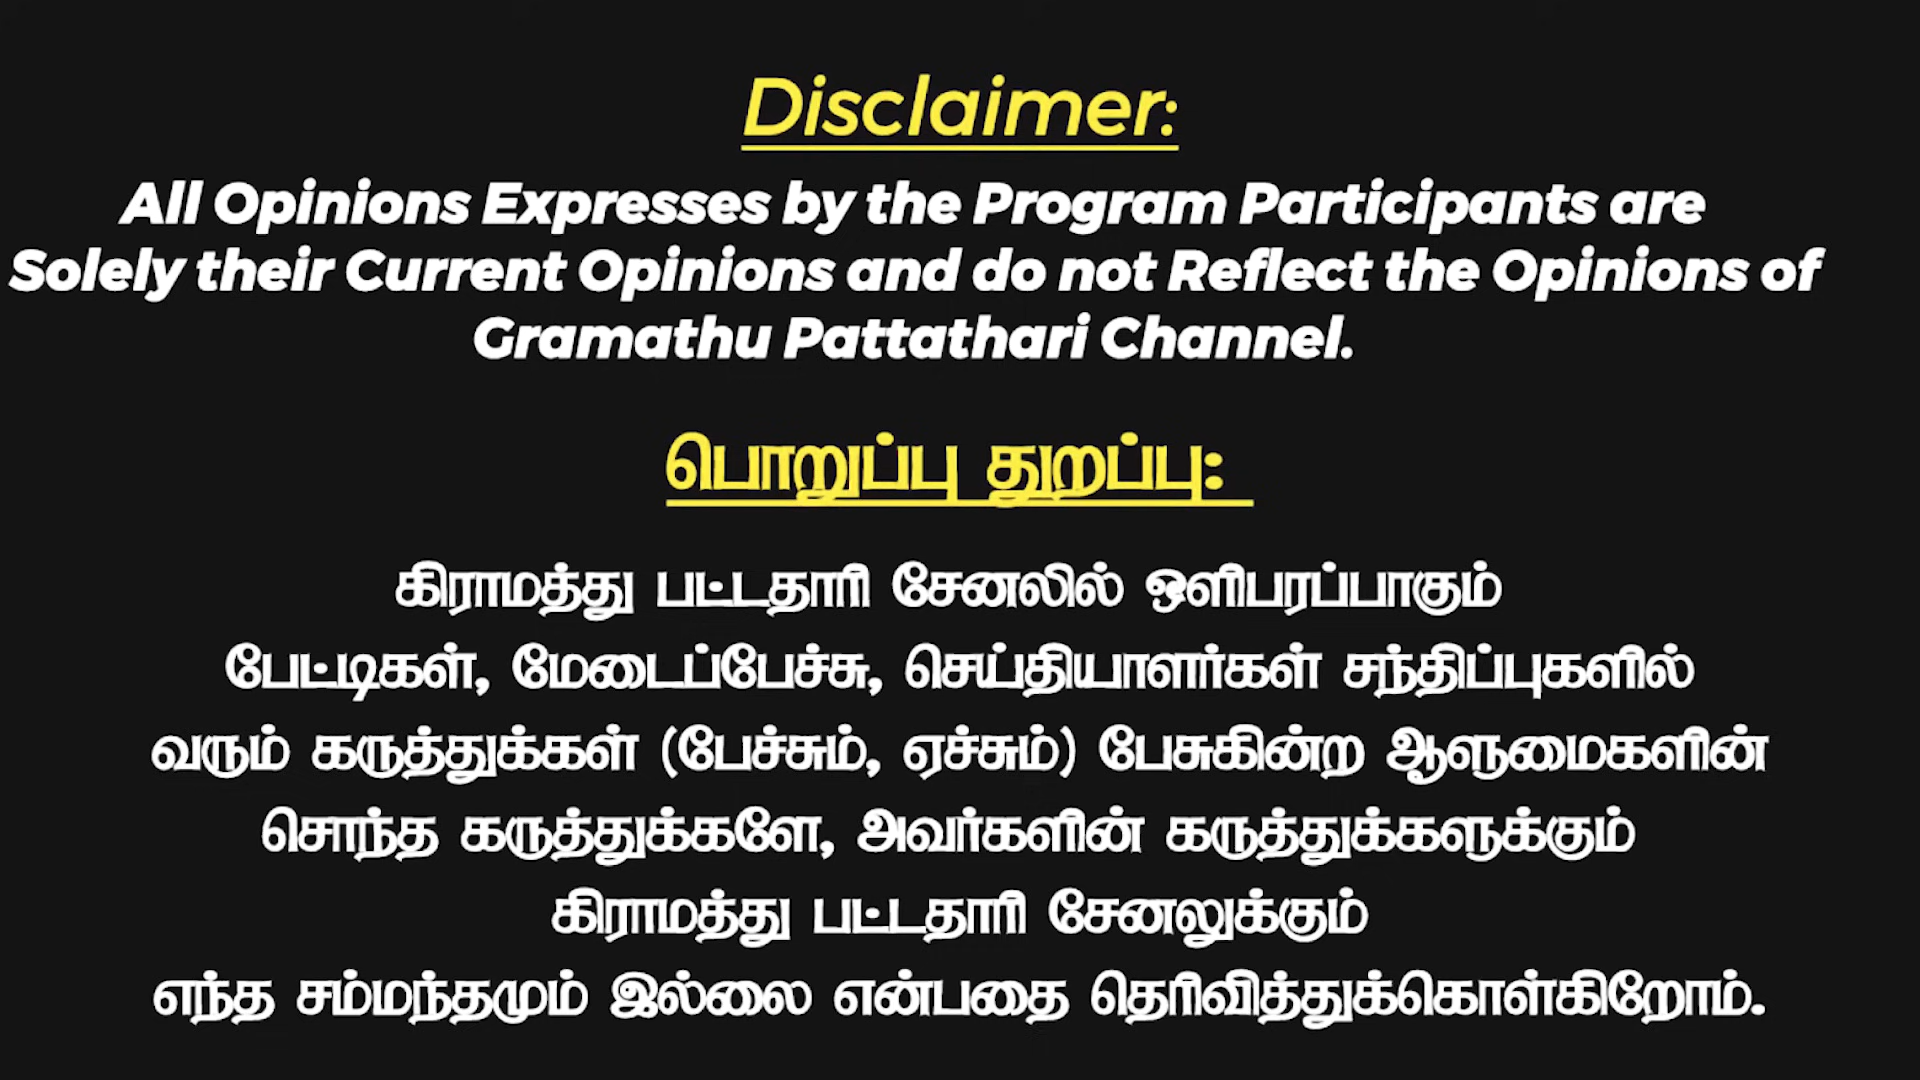 Disclaimer:
All Opinions Expresses by the Program Participants are
Solely their Current Opinions and do not Reflect the Opinions of
Gramathu Pattathari Channel.
பொறுப்பு துறப்பு:
கிராமத்து பட்டதாரி சேனலில் ஒளிபரப்பாகும்
பேட்டிகள், மேடைப்பேச்சு, செய்தியாளர்கள் சந்திப்புகளில்
வரும் கருத்துக்கள் (பேச்சும், ஏச்சும்) பேசுகின்ற ஆளுமைகளின்
சொந்த கருத்துக்களே, அவர்களின் கருத்துக்களுக்கும்
கிராமத்து பட்டதாரி சேனலுக்கும்
எந்த சம்மந்தமும் இல்லை என்பதை தெரிவித்துக்கொள்கிறோம்.